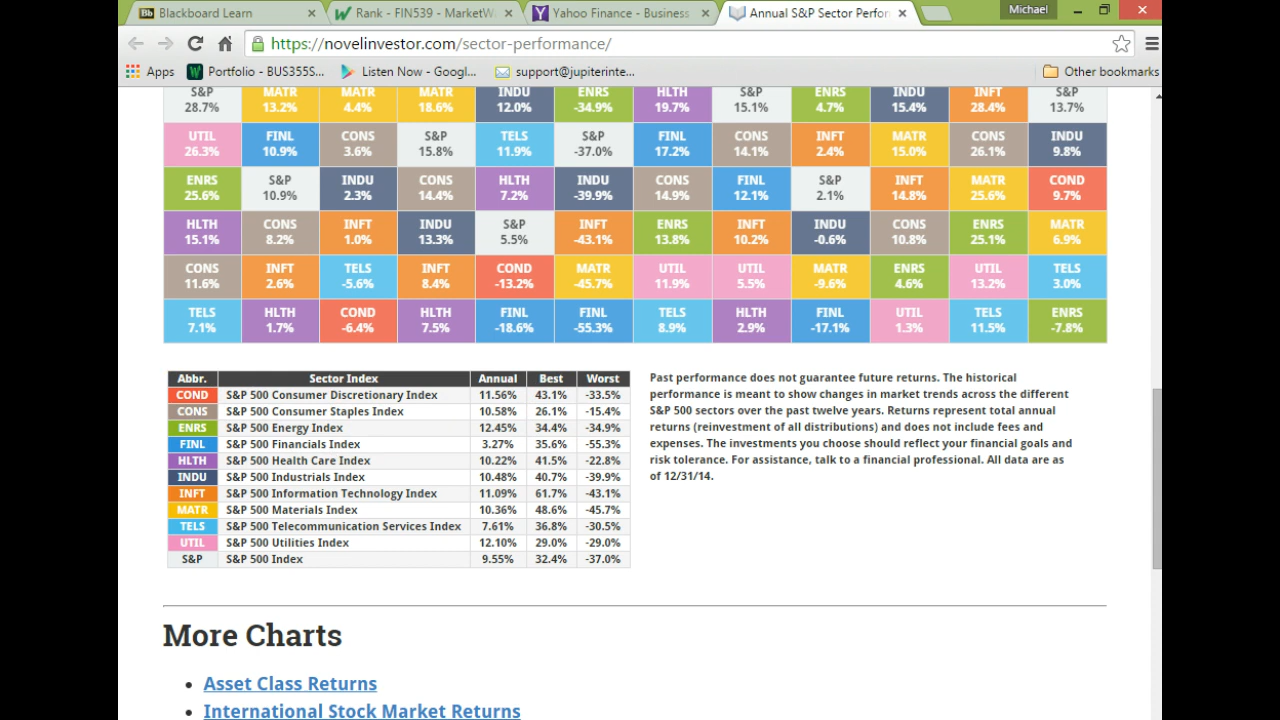 Blackboard Learn × Rank - FIN539 - MarketWa × Yahoo Finance - Business × Annual S&P Sector Perfor × Michael
https://novelinvestor.com/sector-performance/
Apps Portfolio - BUS355S... Listen Now - Googl... support@jupiterinte... Other bookmarks
S&P MATR MATR MATR INDU ENRS HLTH S&P ENRS INDU INFT S&P
28.7% 13.2% 4.4% 18.6% 12.0% -34.9% 19.7% 15.1% 4.7% 15.4% 28.4% 13.7%
UTIL FINL CONS S&P TELS S&P FINL CONS INFT MATR CONS INDU
26.3% 10.9% 3.6% 15.8% 11.9% -37.0% 17.2% 14.1% 2.4% 15.0% 26.1% 9.8%
ENRS S&P INDU CONS HLTH INDU CONS FINL S&P INFT MATR COND
25.6% 10.9% 2.3% 14.4% 7.2% -39.9% 14.9% 12.1% 2.1% 14.8% 25.6% 9.7%
HLTH CONS INFT INDU S&P INFT ENRS INFT INDU CONS ENRS MATR
15.1% 8.2% 1.0% 13.3% 5.5% -43.1% 13.8% 10.2% -0.6% 10.8% 25.1% 6.9%
CONS INFT TELS INFT COND MATR UTIL UTIL MATR ENRS UTIL TELS
11.6% 2.6% -5.6% 8.4% -13.2% -45.7% 11.9% 5.5% -9.6% 4.6% 13.2% 3.0%
TELS HLTH COND HLTH FINL FINL TELS HLTH FINL UTIL TELS ENRS
7.1% 1.7% -6.4% 7.5% -18.6% -55.3% 8.9% 2.9% -17.1% 1.3% 11.5% -7.8%
Abbr. Sector Index Annual Best Worst
COND S&P 500 Consumer Discretionary Index 11.56% 43.1% -33.5%
CONS S&P 500 Consumer Staples Index 10.58% 26.1% -15.4%
ENRS S&P 500 Energy Index 12.45% 34.4% -34.9%
FINL S&P 500 Financials Index 3.27% 35.6% -55.3%
HLTH S&P 500 Health Care Index 10.22% 41.5% -22.8%
INDU S&P 500 Industrials Index 10.48% 40.7% -39.9%
INFT S&P 500 Information Technology Index 11.09% 61.7% -43.1%
MATR S&P 500 Materials Index 10.36% 48.6% -45.7%
TELS S&P 500 Telecommunication Services Index 7.61% 36.8% -30.5%
UTIL S&P 500 Utilities Index 12.10% 29.0% -29.0%
S&P S&P 500 Index 9.55% 32.4% -37.0%
Past performance does not guarantee future returns. The historical
performance is meant to show changes in market trends across the different
S&P 500 sectors over the past twelve years. Returns represent total annual
returns (reinvestment of all distributions) and does not include fees and
expenses. The investments you choose should reflect your financial goals and
risk tolerance. For assistance, talk to a financial professional. All data are as
of 12/31/14.
More Charts
• Asset Class Returns
• International Stock Market Returns